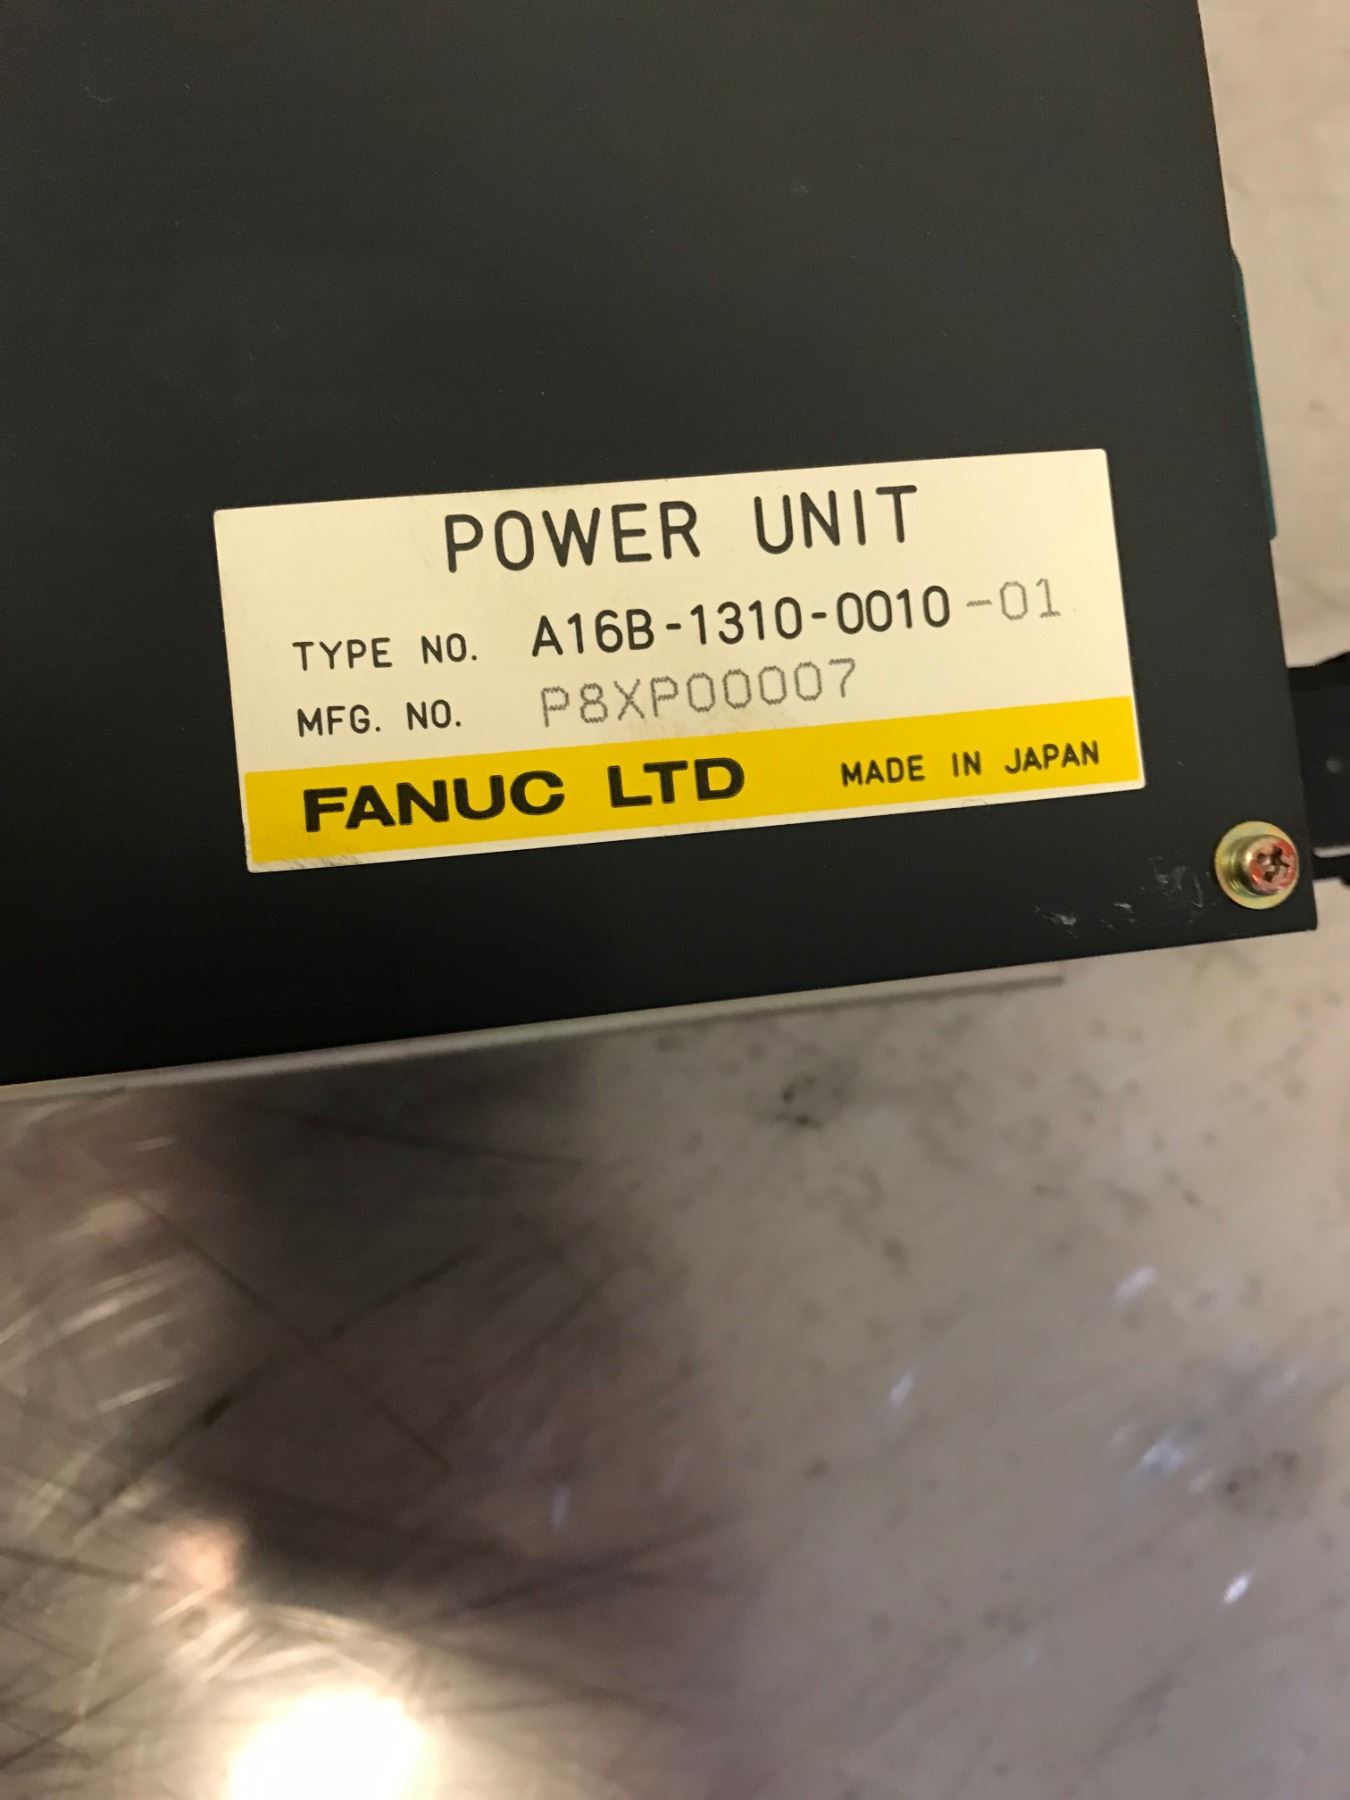 POWER UNIT
TYPE NO. A16B-1310-0010-01
MFG. NO. P8XP00007
FANUC LTD MADE IN JAPAN